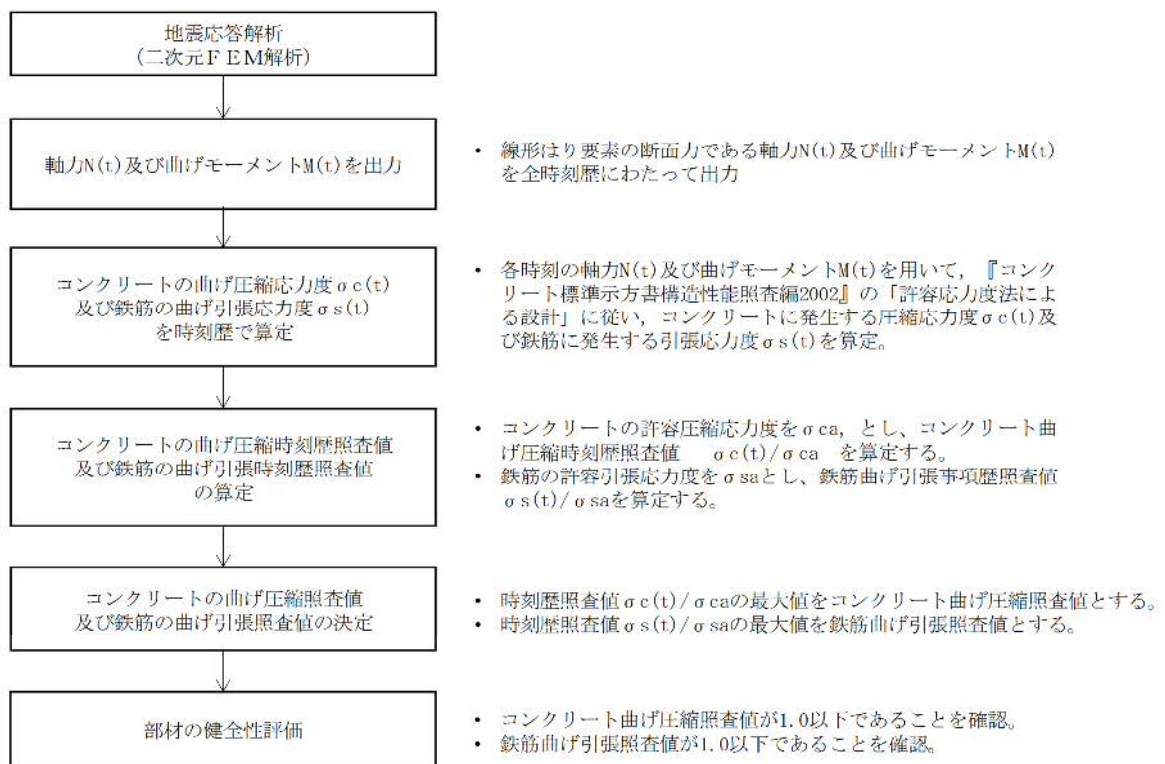 地震応答解析
(二次元ＦＥＭ解析)
軸力N(t)及び曲げモーメントM(t)を出力
・ 線形はり要素の断面力である軸力N(t)及び曲げモーメントM(t)
を全時刻歴にわたって出力
コンクリートの曲げ圧縮応力度σc(t)
及び鉄筋の曲げ引張応力度σs(t)
を時刻歴で算定
・ 各時刻の軸力N(t)及び曲げモーメントM(t)を用いて，『コンク
リート標準示方書構造性能照査編2002』の「許容応力度法によ
る設計」に従い，コンクリートに発生する圧縮応力度σc(t)及
び鉄筋に発生する引張応力度σs(t)を算定。
コンクリートの曲げ圧縮時刻歴照査値
及び鉄筋の曲げ引張時刻歴照査値
の算定
・ コンクリートの許容圧縮応力度をσca，とし、コンクリート曲
げ圧縮時刻歴照査値　σc(t)/σca　を算定する。
・ 鉄筋の許容引張応力度をσsaとし、鉄筋曲げ引張事項歴照査値
σs(t)/σsaを算定する。
コンクリートの曲げ圧縮照査値
及び鉄筋の曲げ引張照査値の決定
・ 時刻歴照査値σc(t)/σcaの最大値をコンクリート曲げ圧縮照査値とする。
・ 時刻歴照査値σs(t)/σsaの最大値を鉄筋曲げ引張照査値とする。
部材の健全性評価
・ コンクリート曲げ圧縮照査値が1.0以下であることを確認。
・ 鉄筋曲げ引張照査値が1.0以下であることを確認。